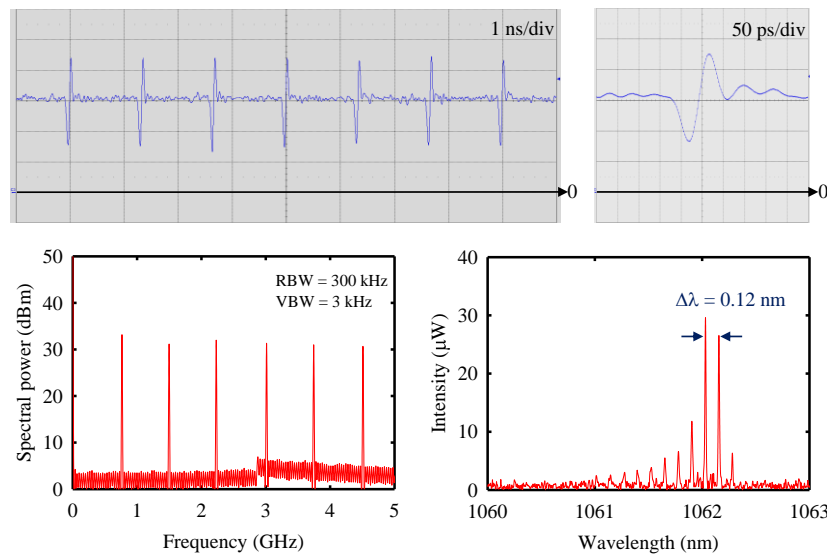 1 ns/div
50 ps/div
0
0
50
40
30
20
10
0
Spectral power (dBm)
RBW = 300 kHz
VBW = 3 kHz
0 1 2 3 4 5
Frequency (GHz)
40
30
20
10
0
Intensity (μW)
Δλ = 0.12 nm
1060 1061 1062 1063
Wavelength (nm)